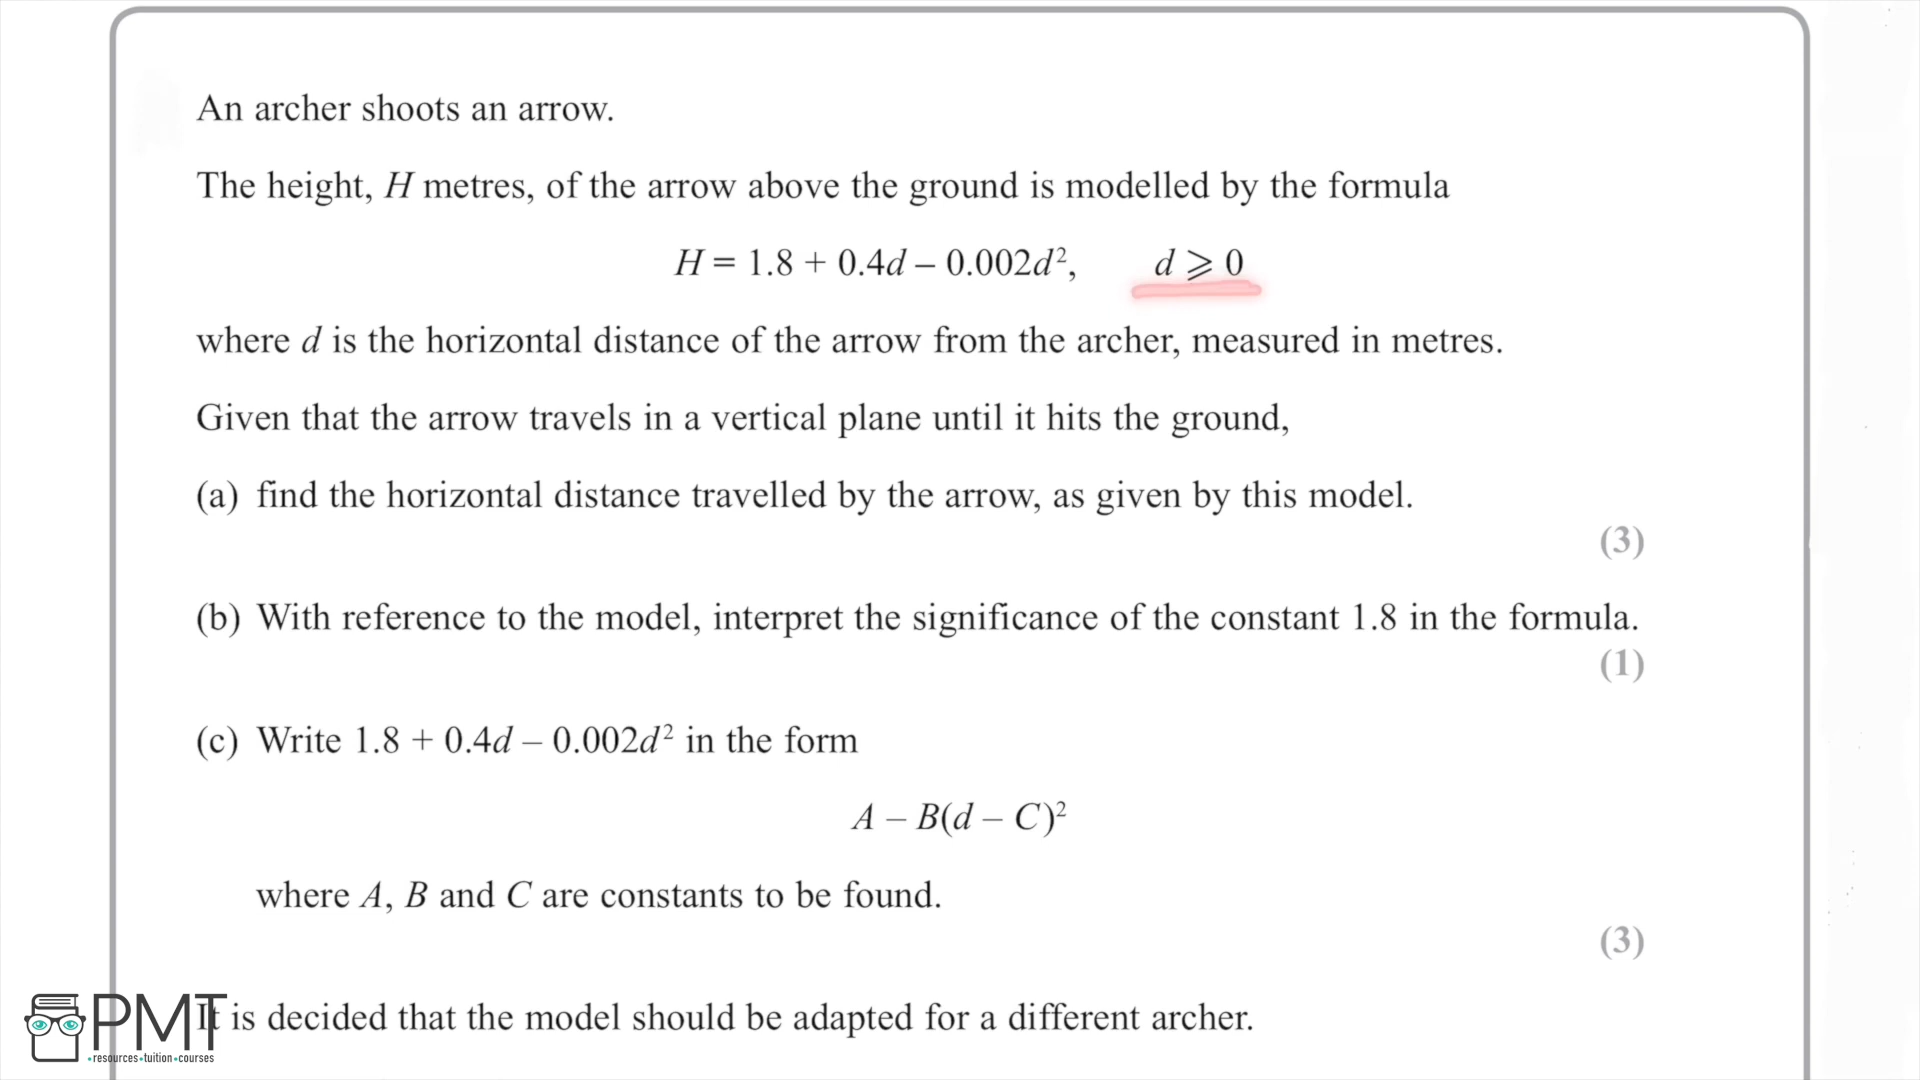 An archer shoots an arrow.
The height, H metres, of the arrow above the ground is modelled by the formula
H = 1.8 + 0.4d – 0.002d², d ⩾ 0
where d is the horizontal distance of the arrow from the archer, measured in metres.
Given that the arrow travels in a vertical plane until it hits the ground,
(a) find the horizontal distance travelled by the arrow, as given by this model.
(3)
(b) With reference to the model, interpret the significance of the constant 1.8 in the formula.
(1)
(c) Write 1.8 + 0.4d – 0.002d² in the form
A – B(d – C)²
where A, B and C are constants to be found.
(3)
It is decided that the model should be adapted for a different archer.
PMT
•resources•tuition•courses